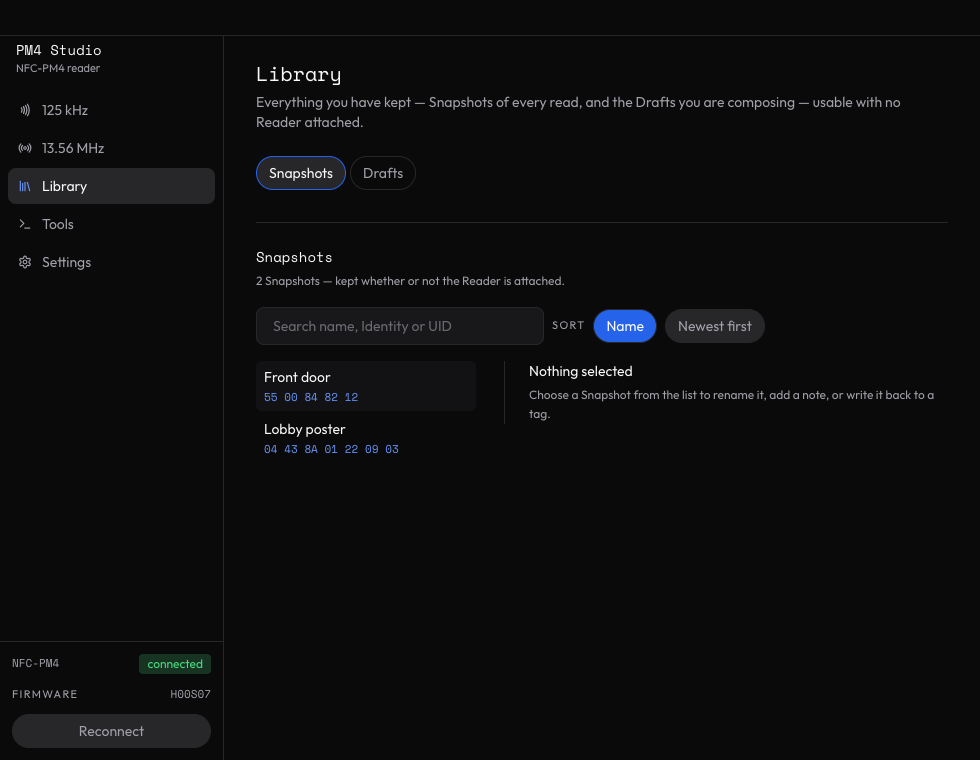 PM4 Studio
NFC-PM4 reader
125 kHz
13.56 MHz
Library
Tools
Settings
NFC-PM4
connected
FIRMWARE
H00S07
Reconnect
Library
Everything you have kept — Snapshots of every read, and the Drafts you are composing — usable with no
Reader attached.
Snapshots
Drafts
Snapshots
2 Snapshots — kept whether or not the Reader is attached.
Search name, Identity or UID
SORT
Name
Newest first
Front door
55 00 84 82 12
Lobby poster
04 43 8A 01 22 09 03
Nothing selected
Choose a Snapshot from the list to rename it, add a note, or write it back to a
tag.